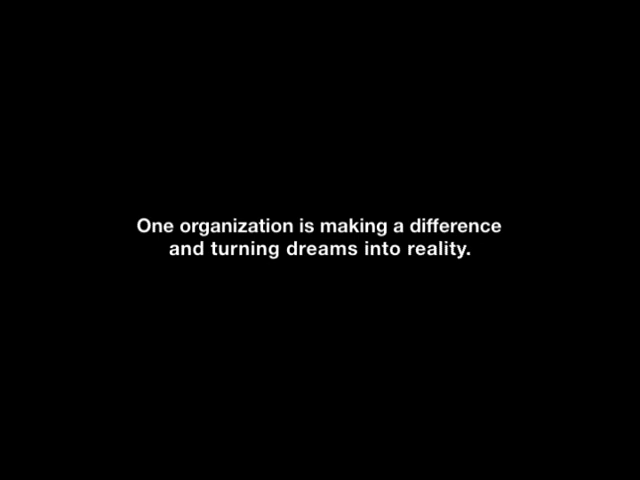 One organization is making a difference
and turning dreams into reality.